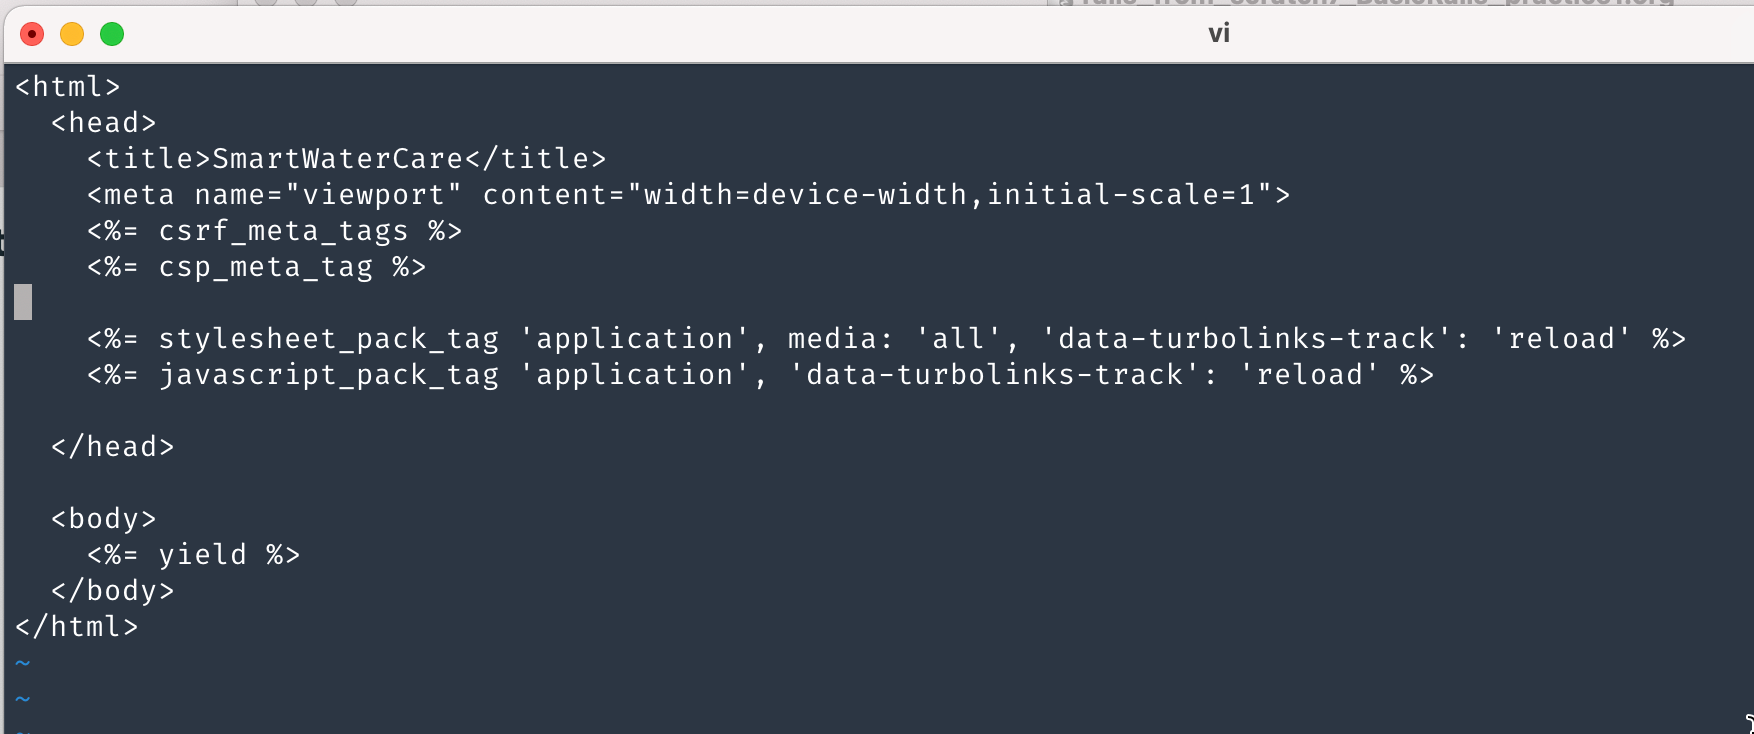 vi
<html>
  <head>
    <title>SmartWaterCare</title>
    <meta name="viewport" content="width=device-width,initial-scale=1">
    <%= csrf_meta_tags %>
    <%= csp_meta_tag %>

    <%= stylesheet_pack_tag 'application', media: 'all', 'data-turbolinks-track': 'reload' %>
    <%= javascript_pack_tag 'application', 'data-turbolinks-track': 'reload' %>

  </head>

  <body>
    <%= yield %>
  </body>
</html>
~
~